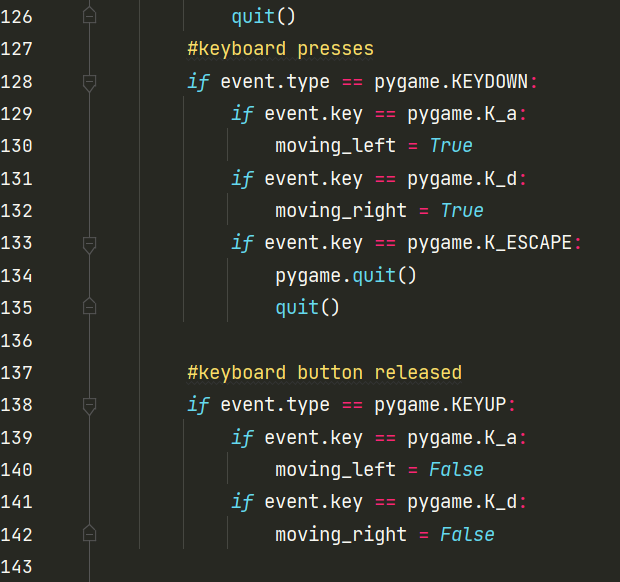 126 quit()
127 #keyboard presses
128 if event.type == pygame.KEYDOWN:
129 if event.key == pygame.K_a:
130 moving_left = True
131 if event.key == pygame.K_d:
132 moving_right = True
133 if event.key == pygame.K_ESCAPE:
134 pygame.quit()
135 quit()
136
137 #keyboard button released
138 if event.type == pygame.KEYUP:
139 if event.key == pygame.K_a:
140 moving_left = False
141 if event.key == pygame.K_d:
142 moving_right = False
143